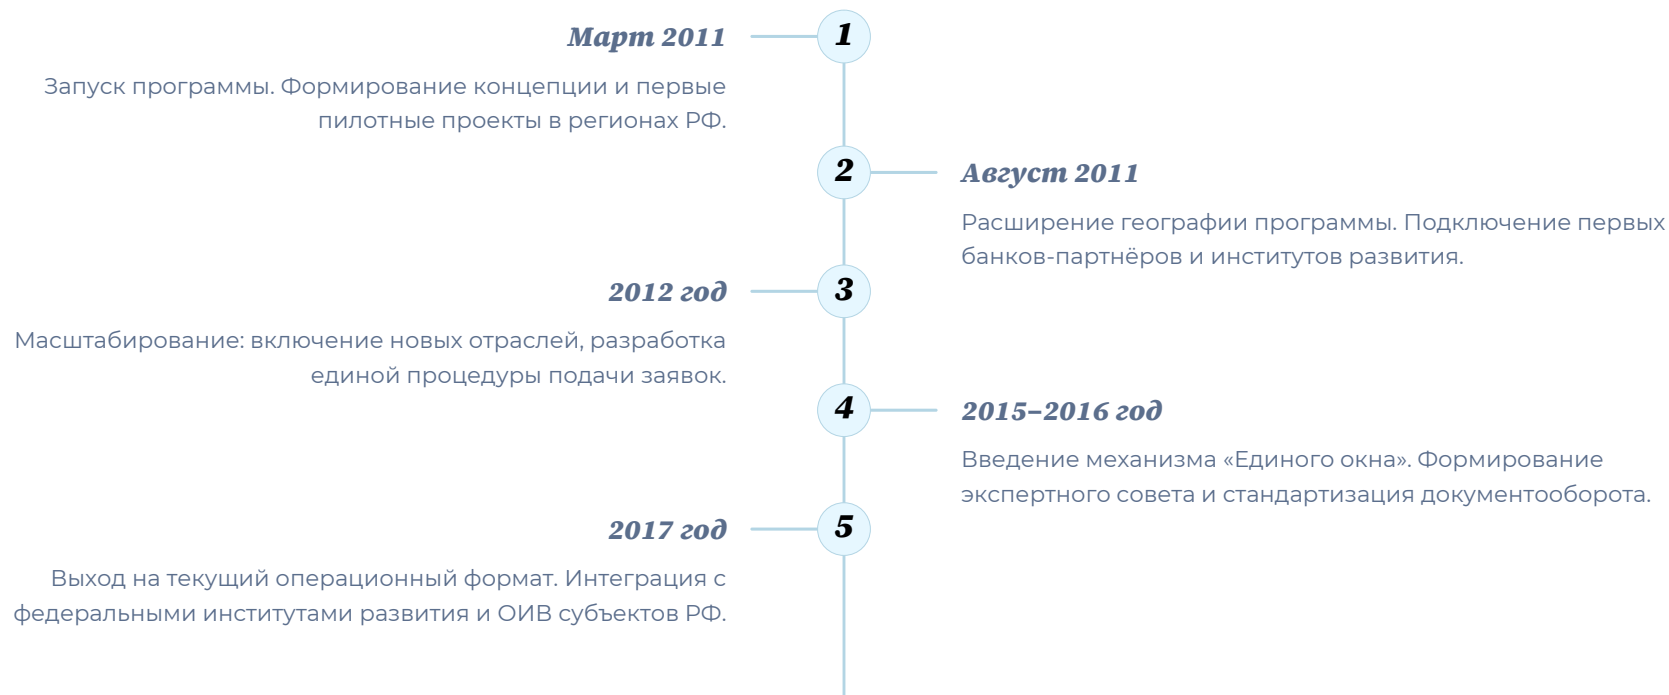 Март 2011
1
Запуск программы. Формирование концепции и первые
пилотные проекты в регионах РФ.
2
Август 2011
Расширение географии программы. Подключение первых
банков-партнёров и институтов развития.
2012 год
3
Масштабирование: включение новых отраслей, разработка
единой процедуры подачи заявок.
4
2015–2016 год
Введение механизма «Единого окна». Формирование
экспертного совета и стандартизация документооборота.
2017 год
5
Выход на текущий операционный формат. Интеграция с
федеральными институтами развития и ОИВ субъектов РФ.